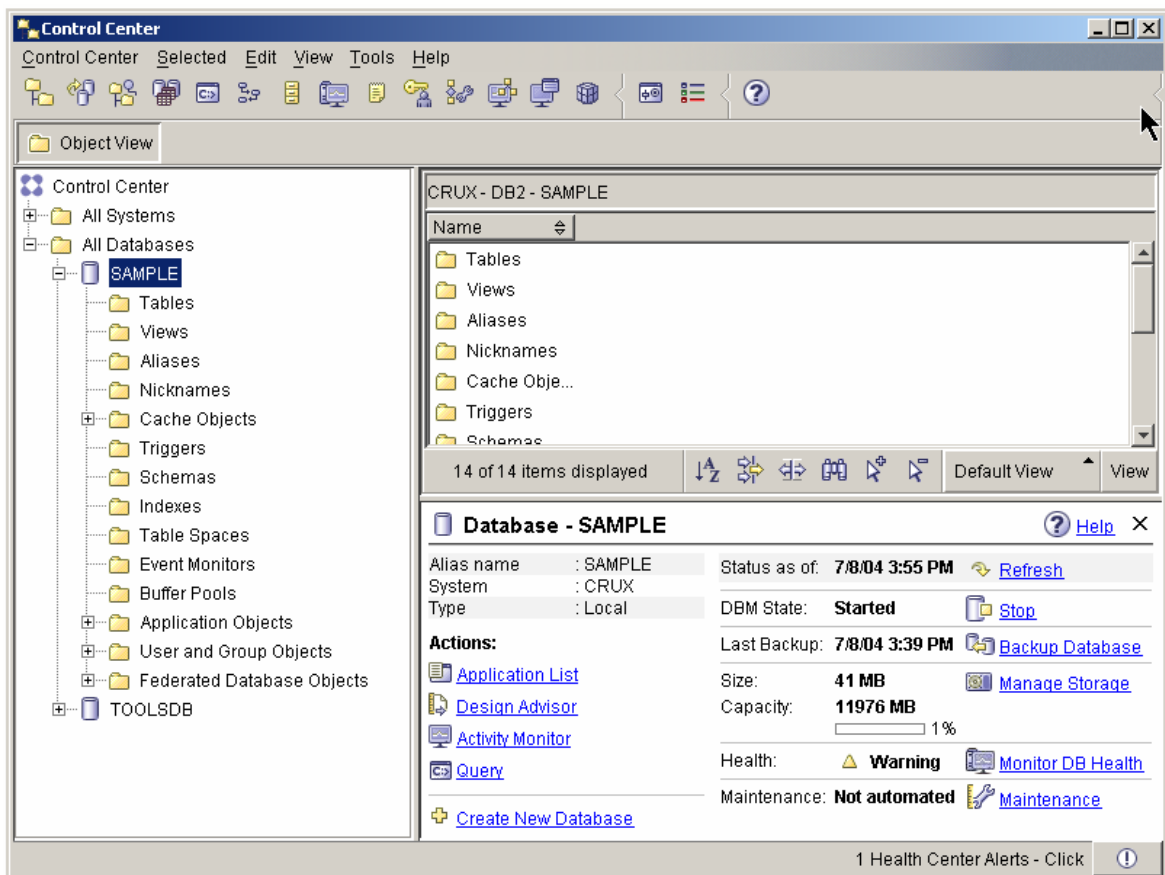 Control Center
Control Center Selected Edit View Tools Help
Object View
Control Center
All Systems
All Databases
SAMPLE
Tables
Views
Aliases
Nicknames
Cache Objects
Triggers
Schemas
Indexes
Table Spaces
Event Monitors
Buffer Pools
Application Objects
User and Group Objects
Federated Database Objects
TOOLSDB
CRUX - DB2 - SAMPLE
Name
Tables
Views
Aliases
Nicknames
Cache Obje...
Triggers
Schemas
14 of 14 items displayed Default View View
Database - SAMPLE Help
Alias name : SAMPLE
System : CRUX
Type : Local
Actions:
Application List
Design Advisor
Activity Monitor
Query
Create New Database
Status as of: 7/8/04 3:55 PM Refresh
DBM State: Started Stop
Last Backup: 7/8/04 3:39 PM Backup Database
Size: 41 MB Manage Storage
Capacity: 11976 MB
1%
Health: Warning Monitor DB Health
Maintenance: Not automated Maintenance
1 Health Center Alerts - Click